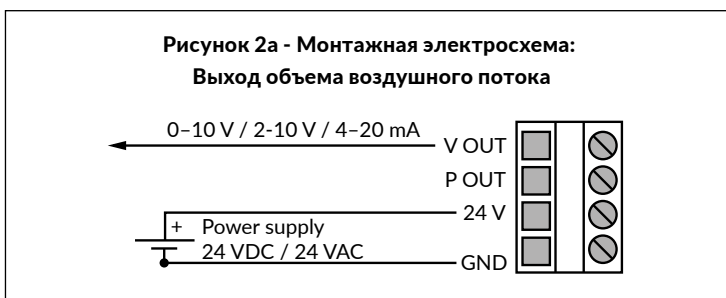 Рисунок 2a - Монтажная электросхема:
Выход объема воздушного потока
0–10 V / 2-10 V / 4–20 mA
V OUT
P OUT
24 V
+ Power supply
24 VDC / 24 VAC
GND